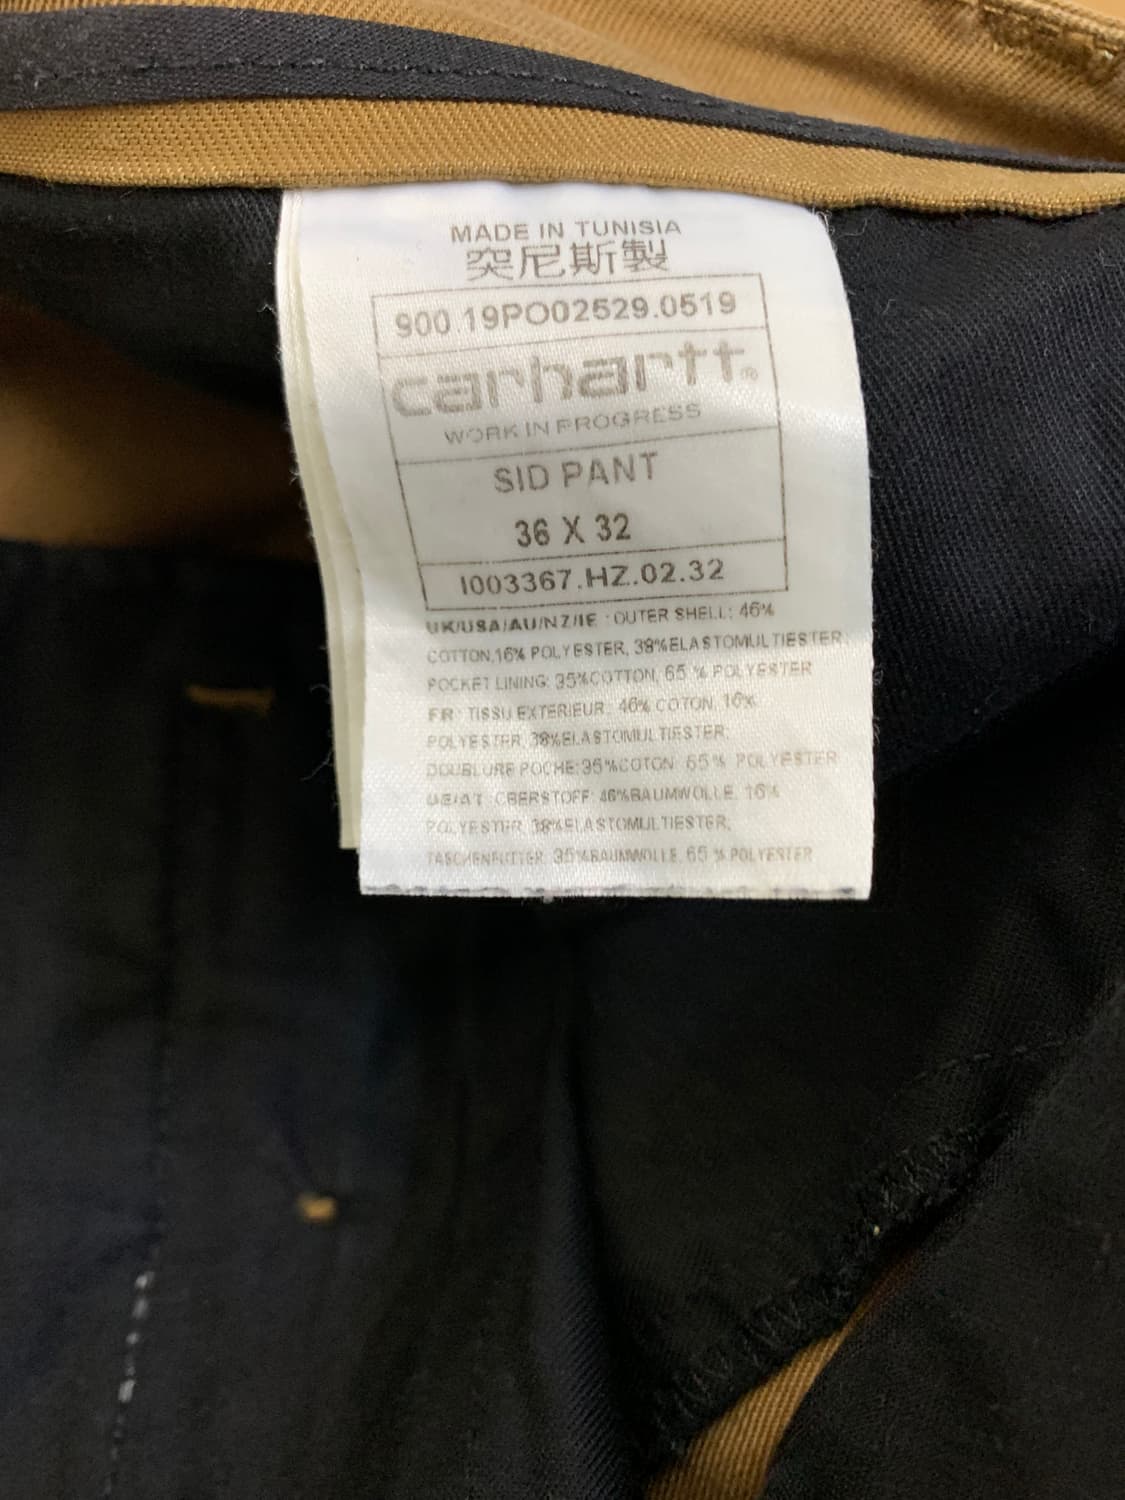 MADE IN TUNISIA
突尼斯製
900.19PO02529.0519
carhartt®
WORK IN PROGRESS
SID PANT
36 X 32
I003367.HZ.02.32
UK/USA/AU/NZ/IE : OUTER SHELL: 46%
COTTON,16% POLYESTER, 38%ELASTOMULTIESTER;
POCKET LINING: 35%COTTON, 65 % POLYESTER
FR : TISSU EXTERIEUR: 46% COTON, 16%
POLYESTER, 38%ELASTOMULTIESTER;
DOUBLURE POCHE:35%COTON 65% POLYESTER
DE/AT : OBERSTOFF: 46%BAUMWOLLE, 16%
POLYESTER, 38%ELASTOMULTIESTER;
TASCHENFUTTER: 35%BAUMWOLLE, 65 % POLYESTER